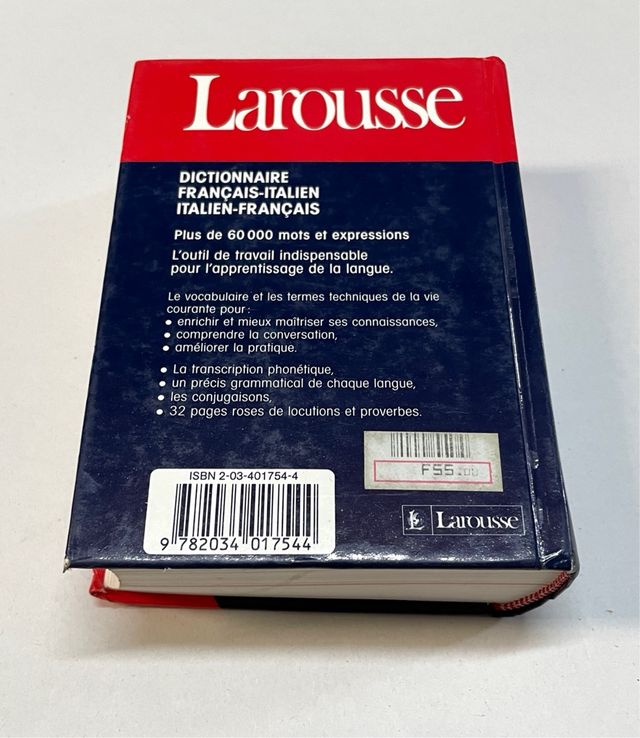 Larousse
DICTIONNAIRE
FRANÇAIS-ITALIEN
ITALIEN-FRANÇAIS
Plus de 60 000 mots et expressions
L'outil de travail indispensable
pour l'apprentissage de la langue.
Le vocabulaire et les termes techniques de la vie
courante pour :
• enrichir et mieux maîtriser ses connaissances,
• comprendre la conversation,
• améliorer la pratique.
• La transcription phonétique,
• un précis grammatical de chaque langue,
• les conjugaisons,
• 32 pages roses de locutions et proverbes.
F55.00
ISBN 2-03-401754-4
9 782034 017544
Larousse